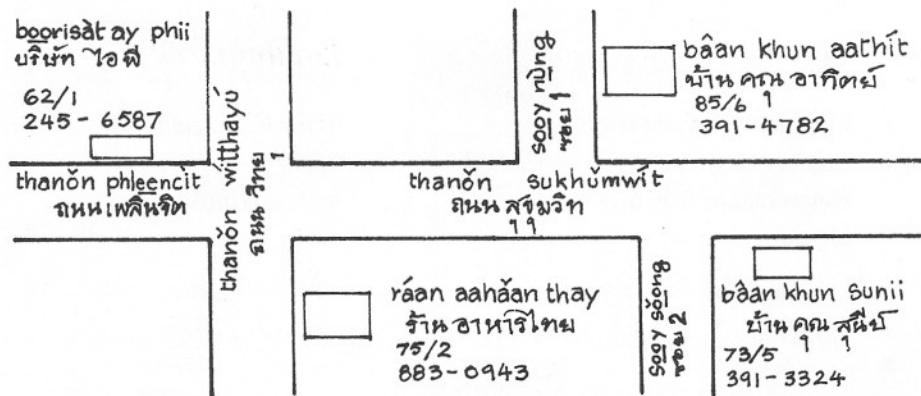 boorisàt ay phii
บริษัท ไอพี
62/1
245 - 6587
thanǒn phleencìt
ถนนเพลินจิต
thanǒn witthayú
ถนนวิทยุ
sooy nùng
ซอย 1
bâan khun aathít
บ้าน คุณ อาทิตย์
85/6
391-4782
thanǒn sukhǔmwít
ถนน สุขุมวิท
ráan aahǎan thay
ร้าน อาหารไทย
75/2
883-0943
sooy sǒong
ซอย 2
bâan khun sunii
บ้าน คุณ สุนีย์
73/5
391-3324